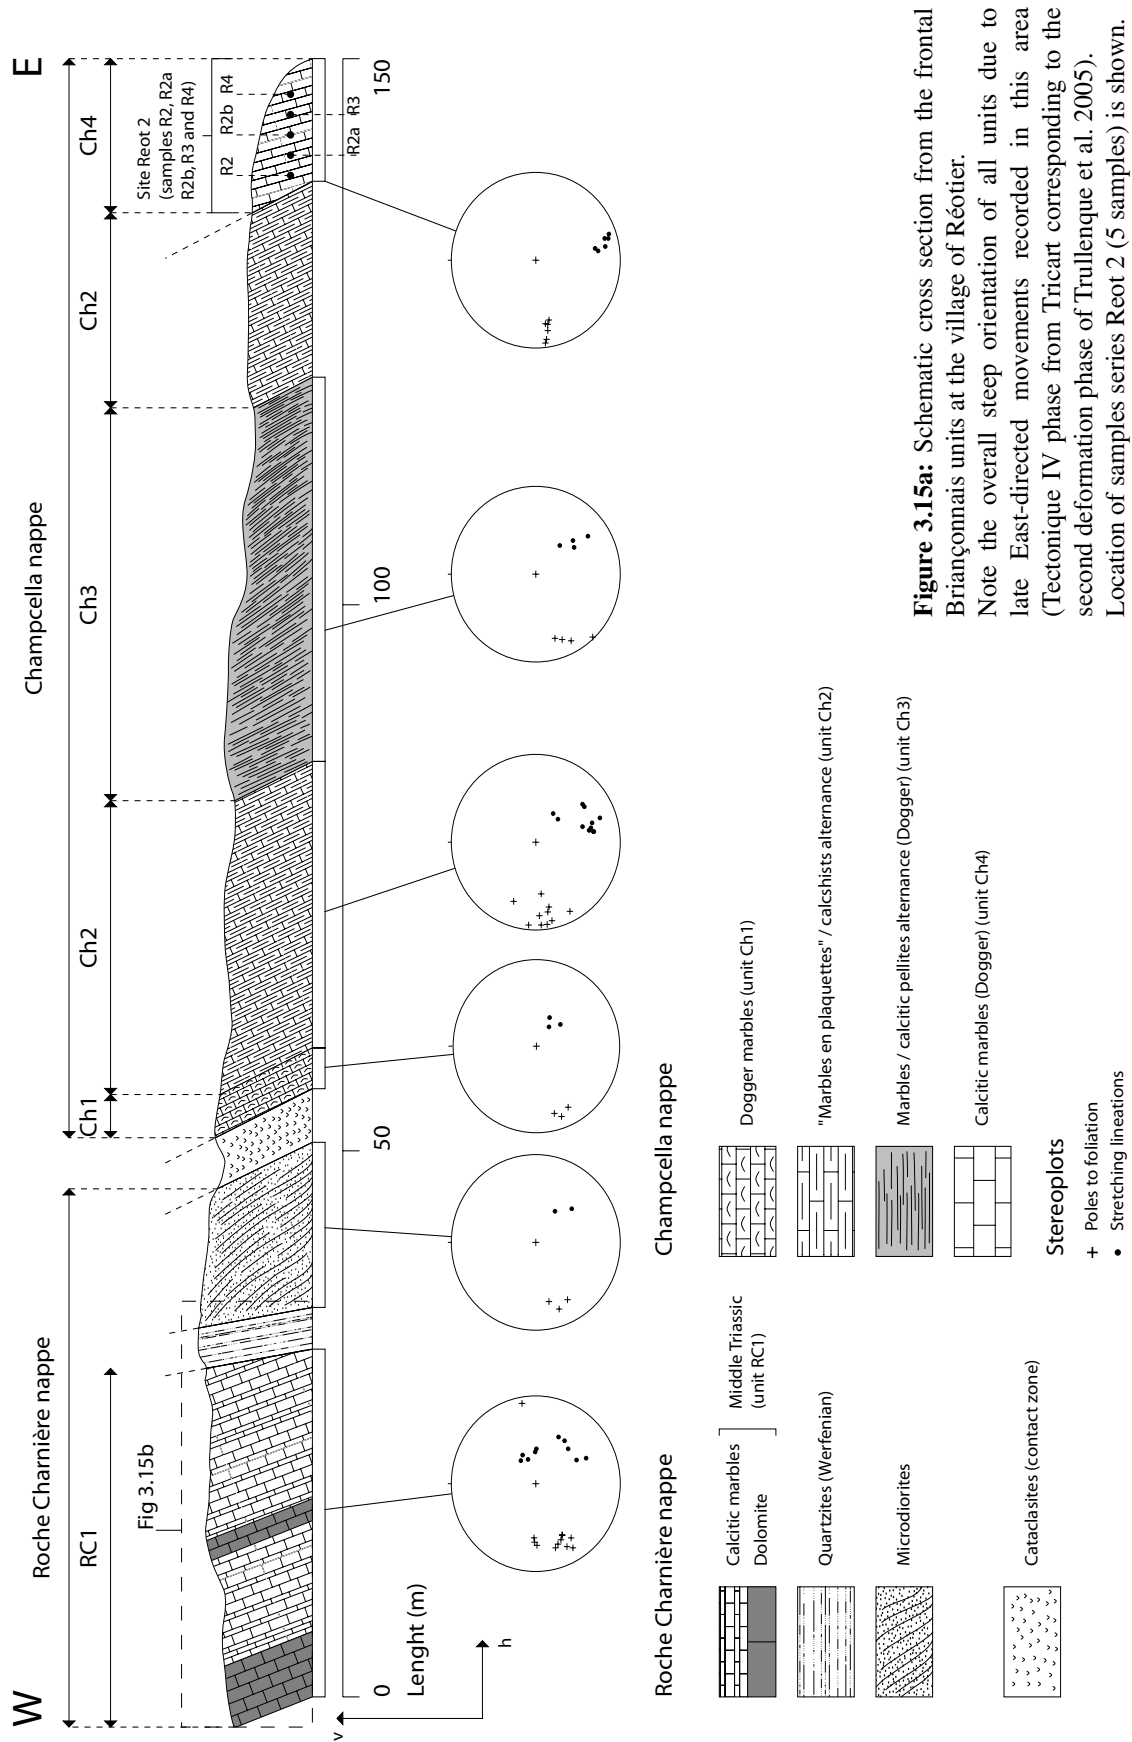 W
E
Roche Charnière nappe
Champcella nappe
RC1
Ch1
Ch2
Ch3
Ch2
Ch4
Fig 3.15b
Site Reot 2
(samples R2, R2a
R2b, R3 and R4)
R2
R2b
R4
R2a
R3
0
50
100
150
Lenght (m)
v
h
Roche Charnière nappe
Calcitic marbles
Dolomite
Middle Triassic
(unit RC1)
Quartzites (Werfenian)
Microdiorites
Cataclasites (contact zone)
Champcella nappe
Dogger marbles (unit Ch1)
"Marbles en plaquettes" / calcshists alternance (unit Ch2)
Marbles / calcitic pellites alternance (Dogger) (unit Ch3)
Calcitic marbles (Dogger) (unit Ch4)
Stereoplots
+ Poles to foliation
• Stretching lineations
Figure 3.15a: Schematic cross section from the frontal
Briançonnais units at the village of Réotier.
Note the overall step orientation of all units due to
late East-directed movements recorded in this area
(Tectonique IV phase from Tricart corresponding to the
second deformation phase of Trullenque et al. 2005).
Location of samples series Reot 2 (5 samples) is shown.